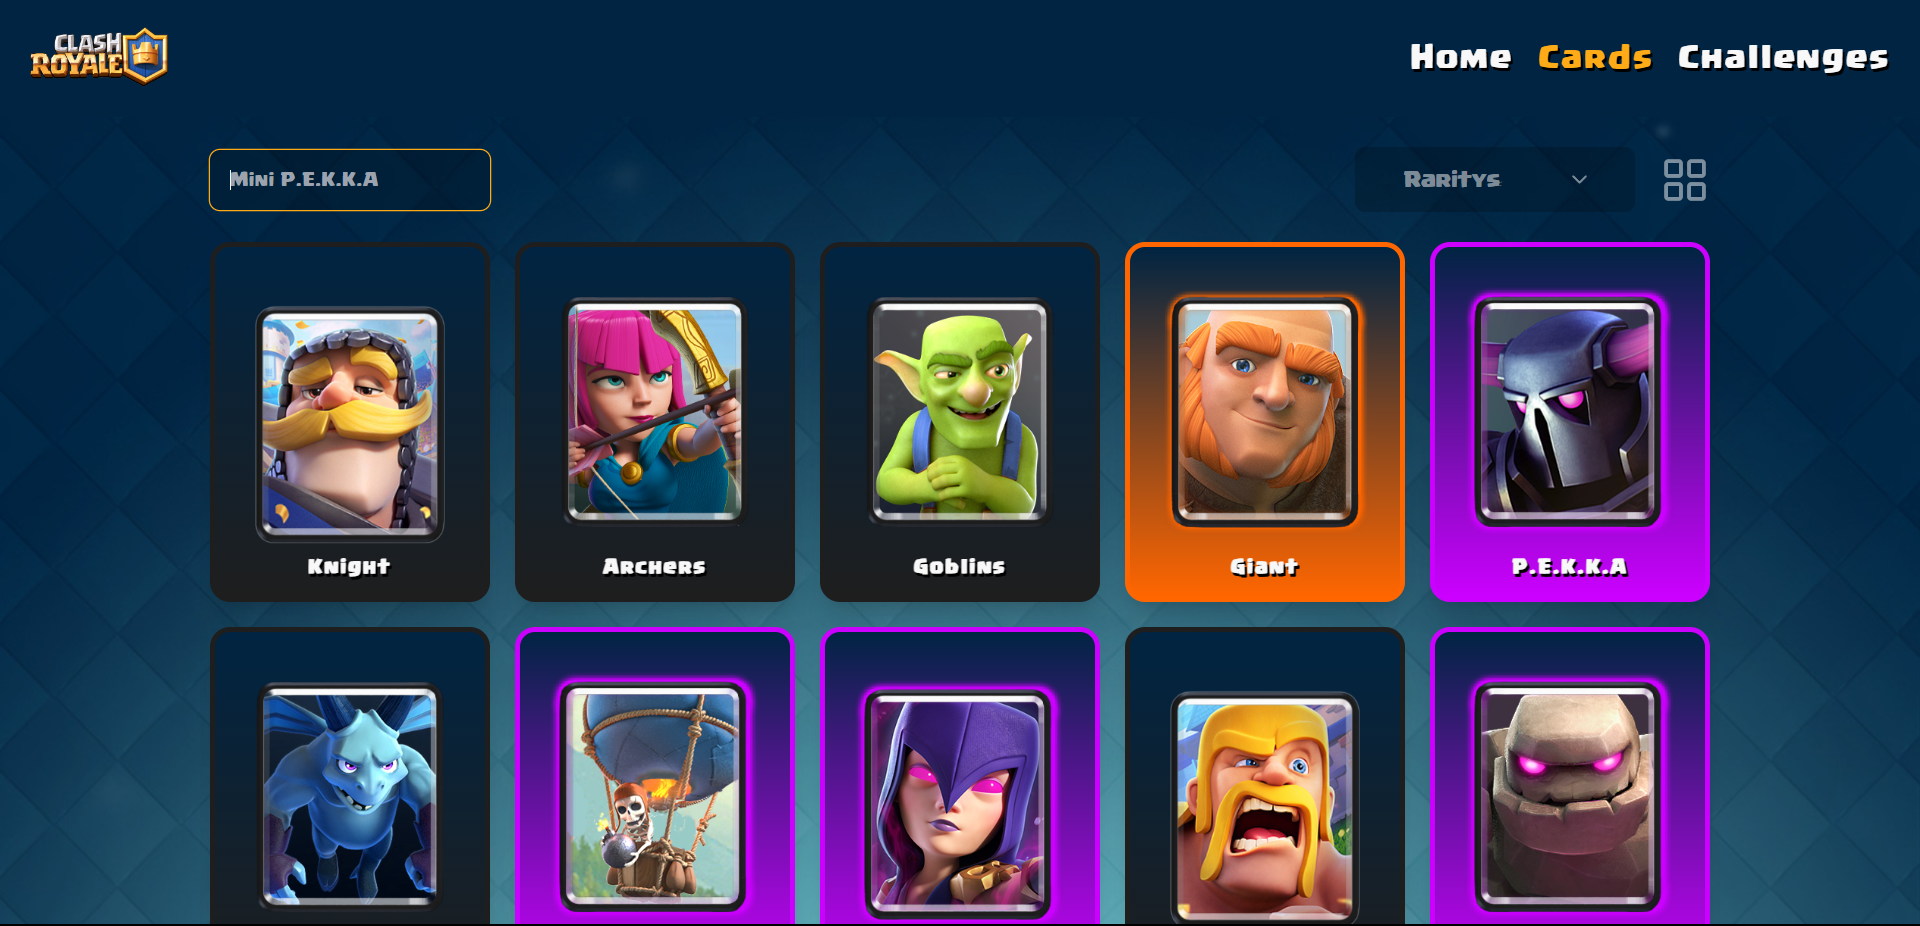 CLASH
ROYALE
Home Cards Challenges
Mini P.E.K.K.A
Raritys
Knight
Archers
Goblins
Giant
P.E.K.K.A